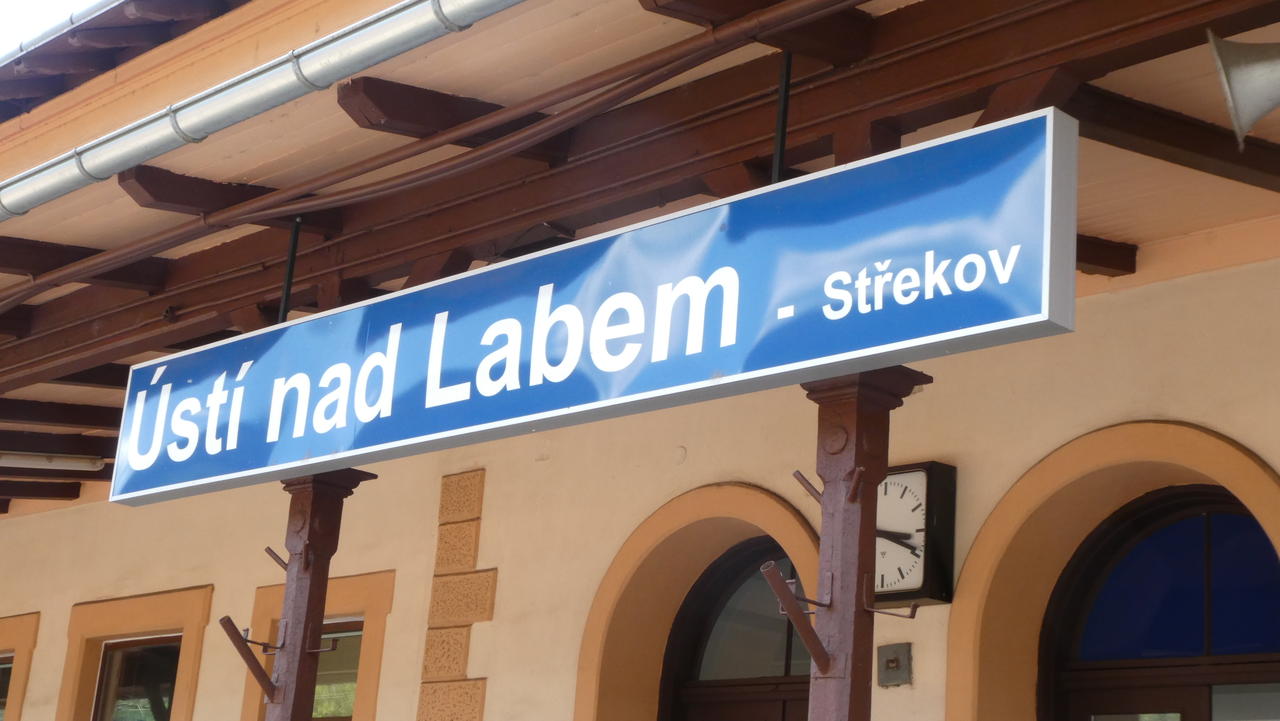 Ústí nad Labem - Střekov